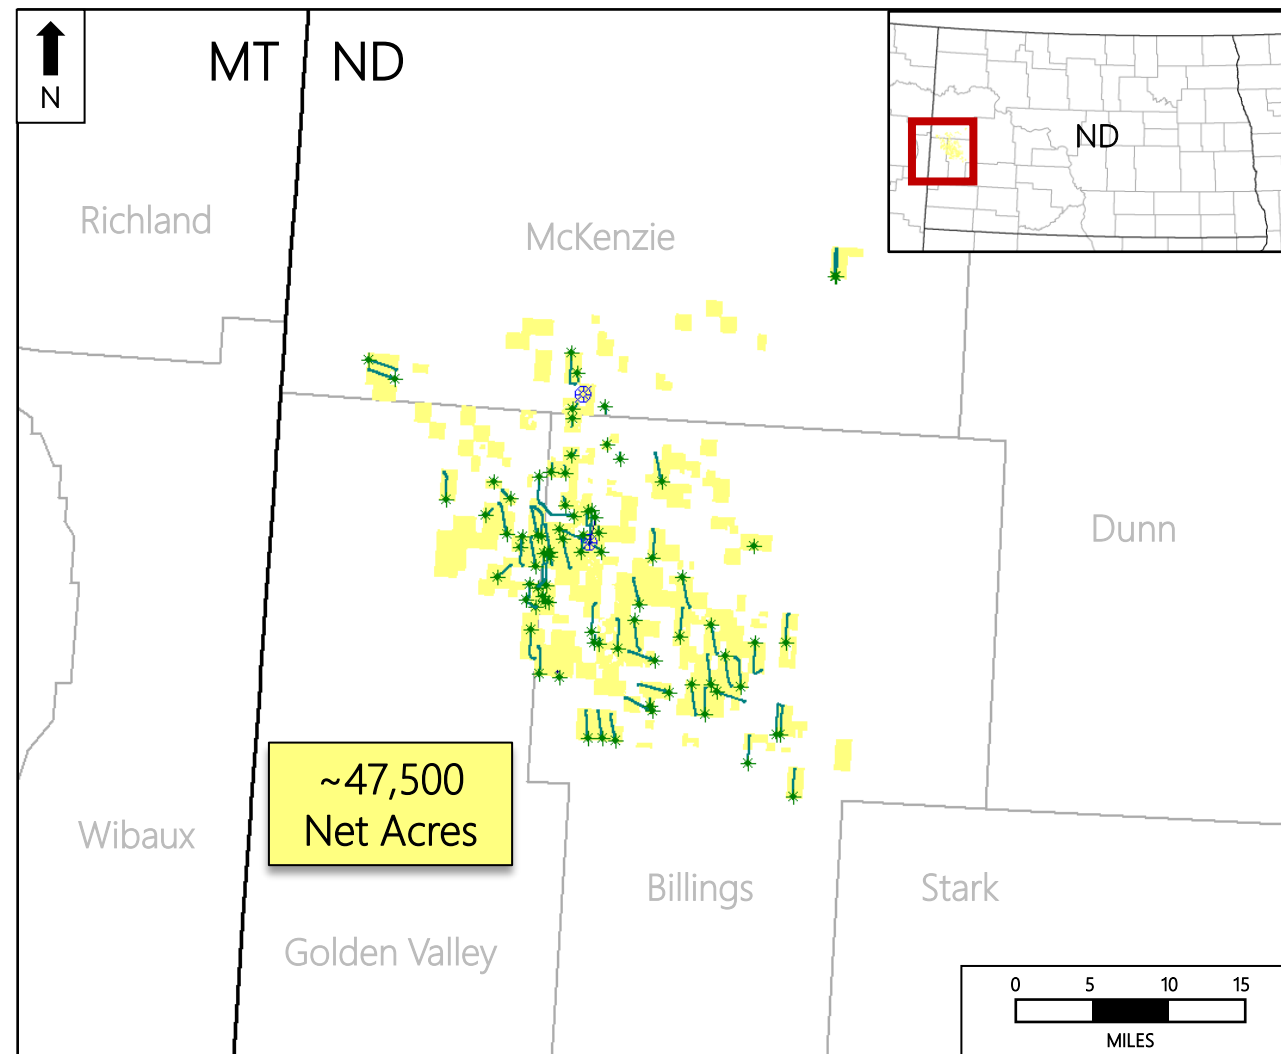 MT
ND
N
ND
Richland
McKenzie
Dunn
~47,500
Net Acres
Wibaux
Billings
Stark
Golden Valley
0 5 10 15
MILES